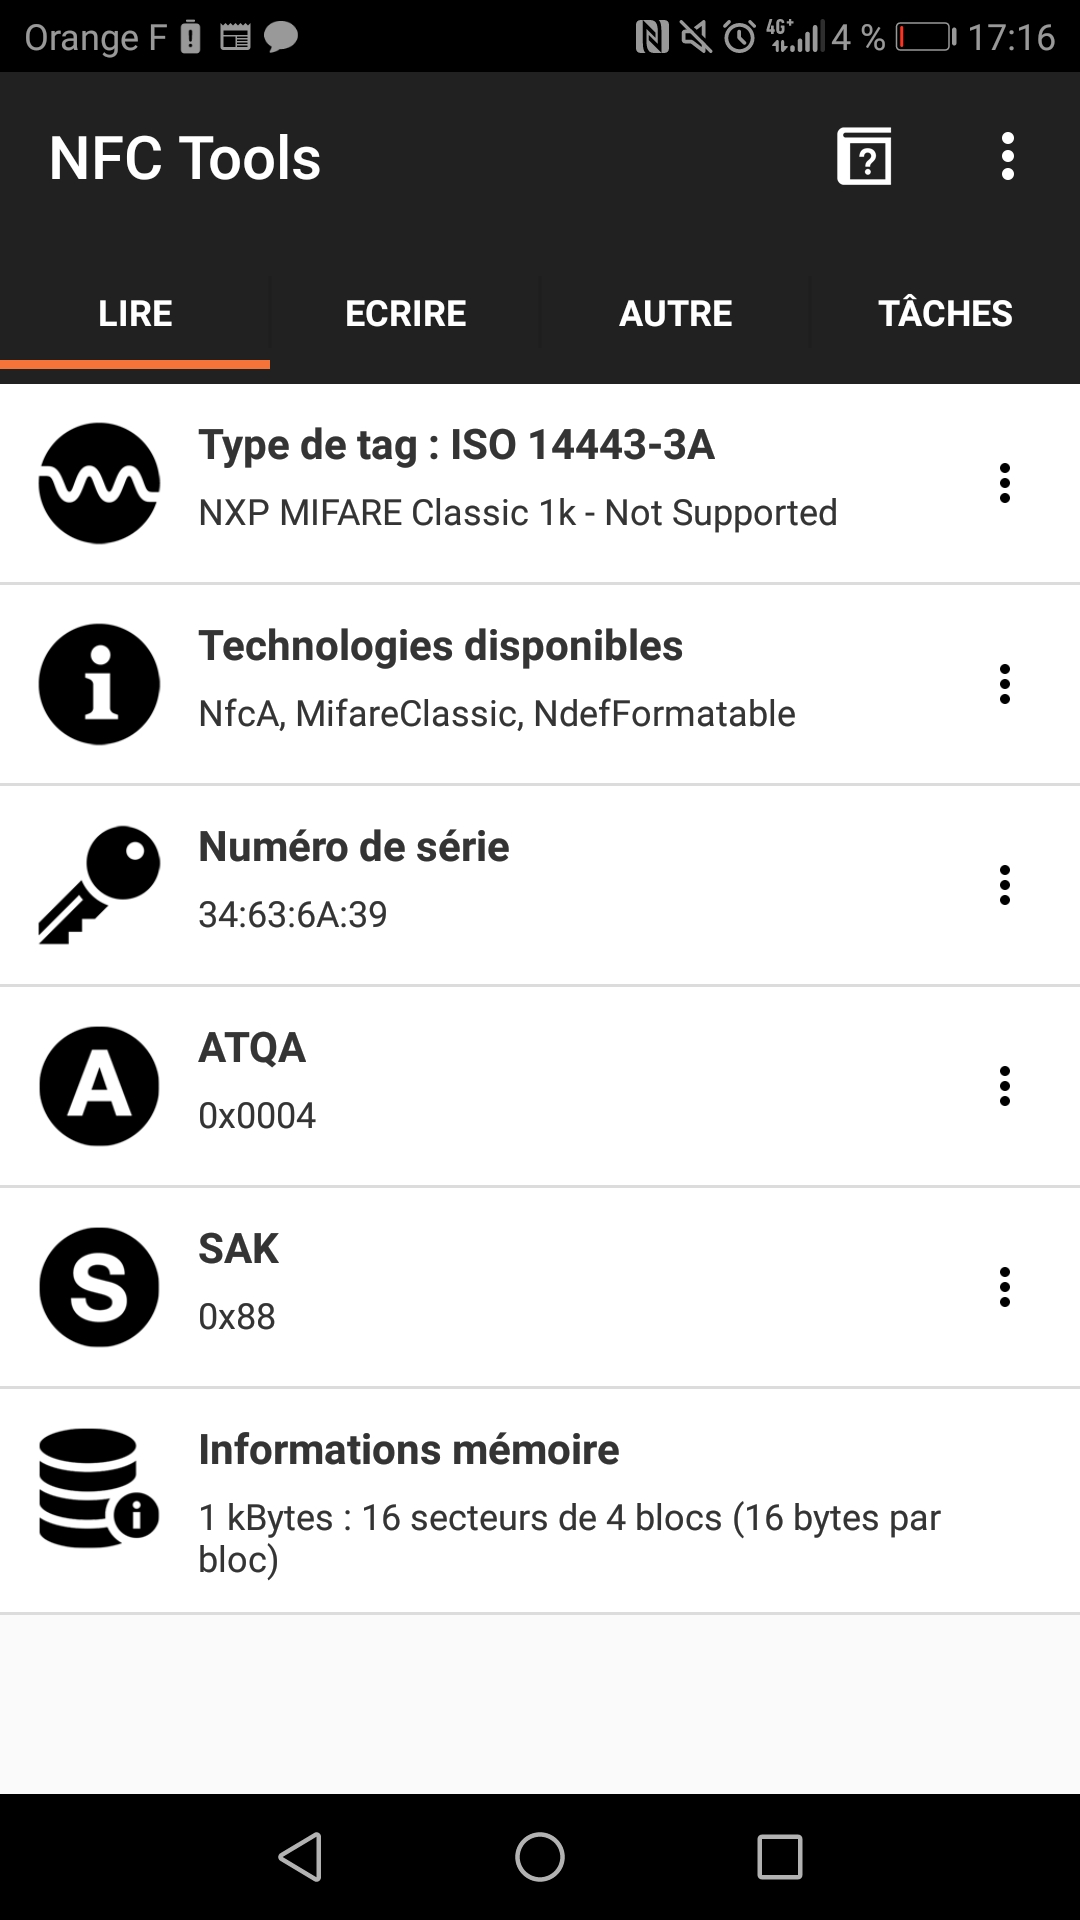 Orange F 4G+ 4 % 17:16
NFC Tools
LIRE ECRIRE AUTRE TÂCHES
Type de tag : ISO 14443-3A
NXP MIFARE Classic 1k - Not Supported
Technologies disponibles
NfcA, MifareClassic, NdefFormatable
Numéro de série
34:63:6A:39
A
ATQA
0x0004
S
SAK
0x88
Informations mémoire
1 kBytes : 16 secteurs de 4 blocs (16 bytes par
bloc)